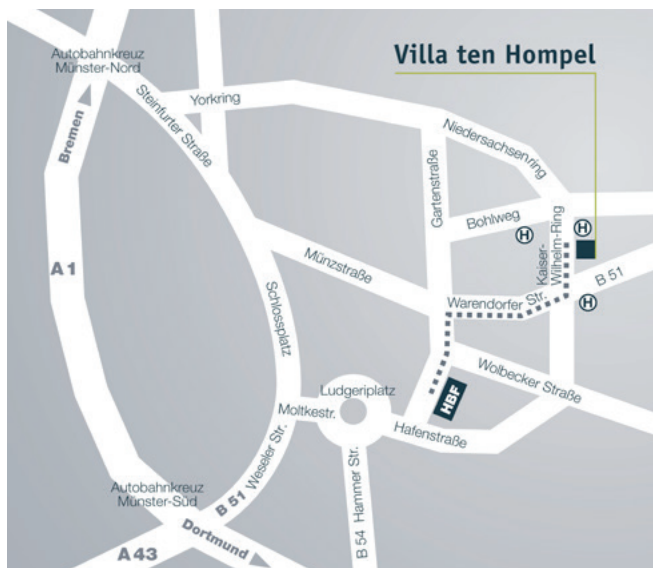 Autobahnkreuz
Münster-Nord
Villa ten Hompel
Yorkring
Steinfurter Straße
Niedersachsenring
Bremen
Gartenstraße
Bohlweg
H
H
Kaiser-
Wilhelm-Ring
A 1
Münzstraße
B 51
Schlossplatz
Warendorfer Str.
H
Wolbecker Straße
Ludgeriplatz
HBF
Moltkestr.
Hafenstraße
B 51 Weseler Str.
B 54 Hammer Str.
Autobahnkreuz
Münster-Süd
Dortmund
A 43